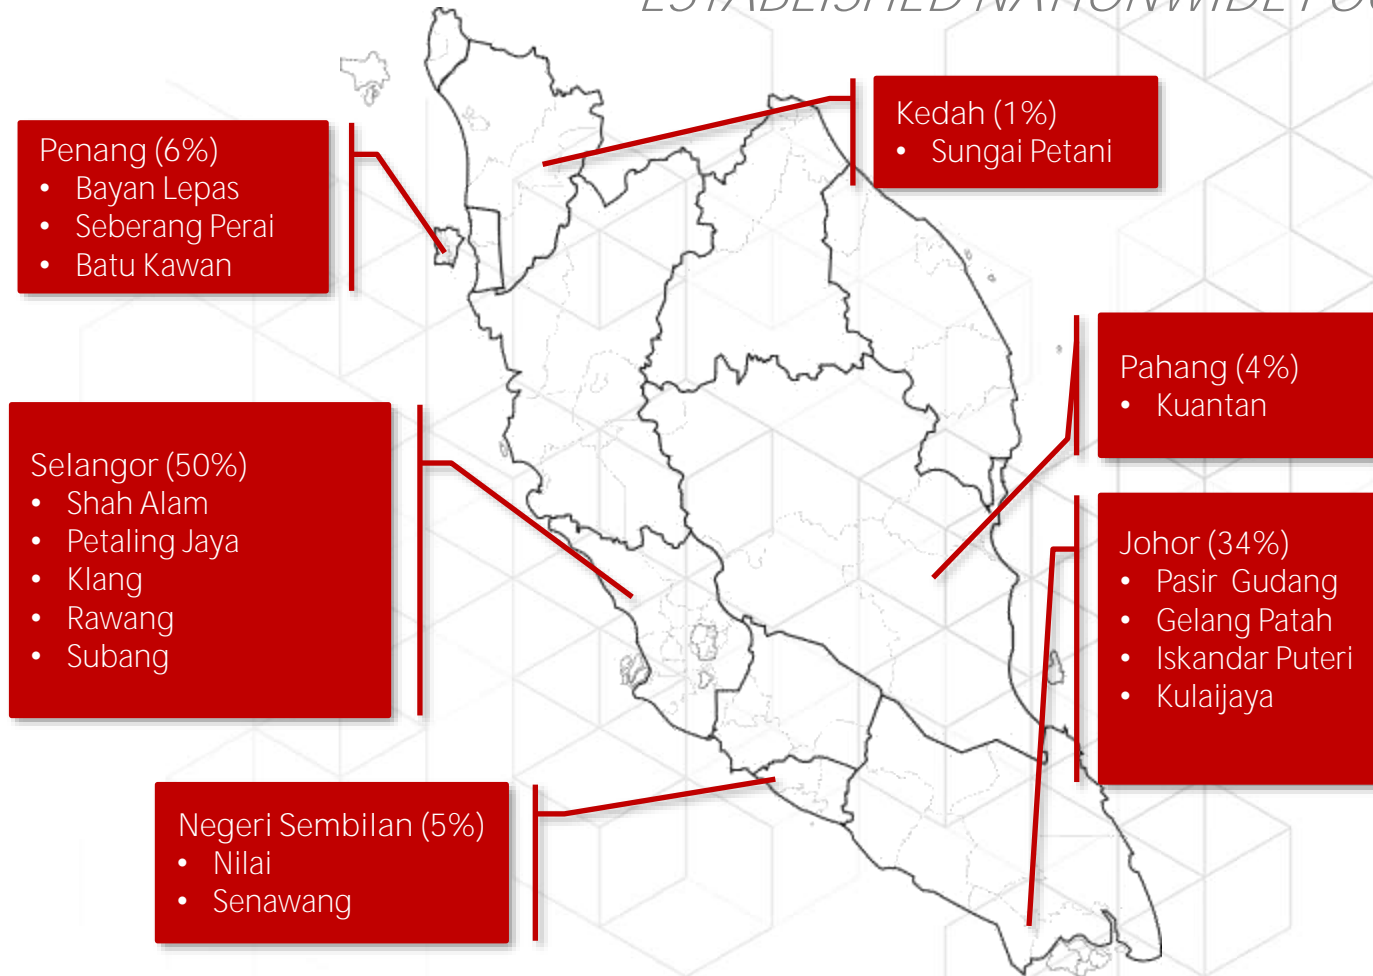 ESTABLISHED NATIONWIDE
Kedah (1%)
• Sungai Petani
Penang (6%)
• Bayan Lepas
• Seberang Perai
• Batu Kawan
Pahang (4%)
• Kuantan
Selangor (50%)
• Shah Alam
• Petaling Jaya
• Klang
• Rawang
• Subang
Johor (34%)
• Pasir Gudang
• Gelang Patah
• Iskandar Puteri
• Kulaijaya
Negeri Sembilan (5%)
• Nilai
• Senawang